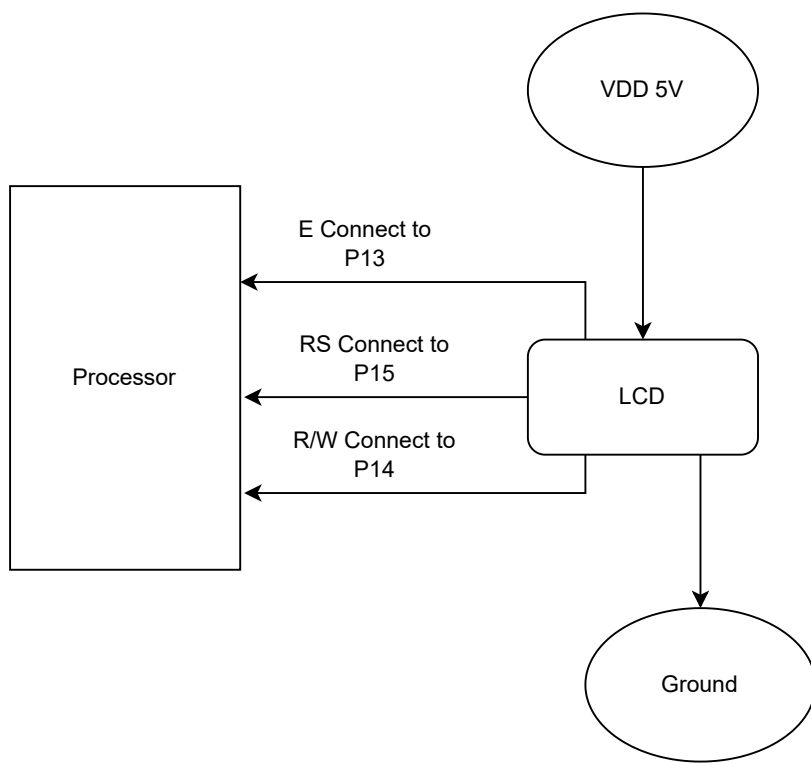 VDD 5V
E Connect to
P13
RS Connect to
P15
R/W Connect to
P14
Processor
LCD
Ground